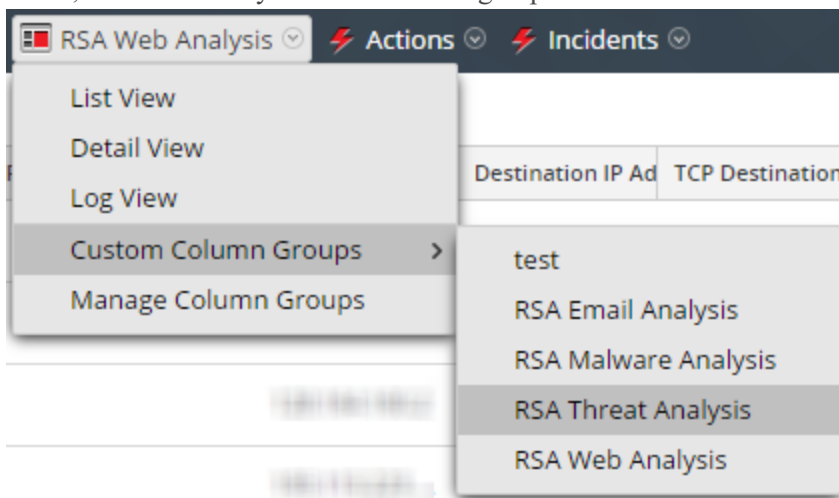 RSA Web Analysis Actions Incidents
List View
Detail View
Log View
Destination IP Ad TCP Destination
Custom Column Groups
Manage Column Groups
test
RSA Email Analysis
RSA Malware Analysis
RSA Threat Analysis
RSA Web Analysis